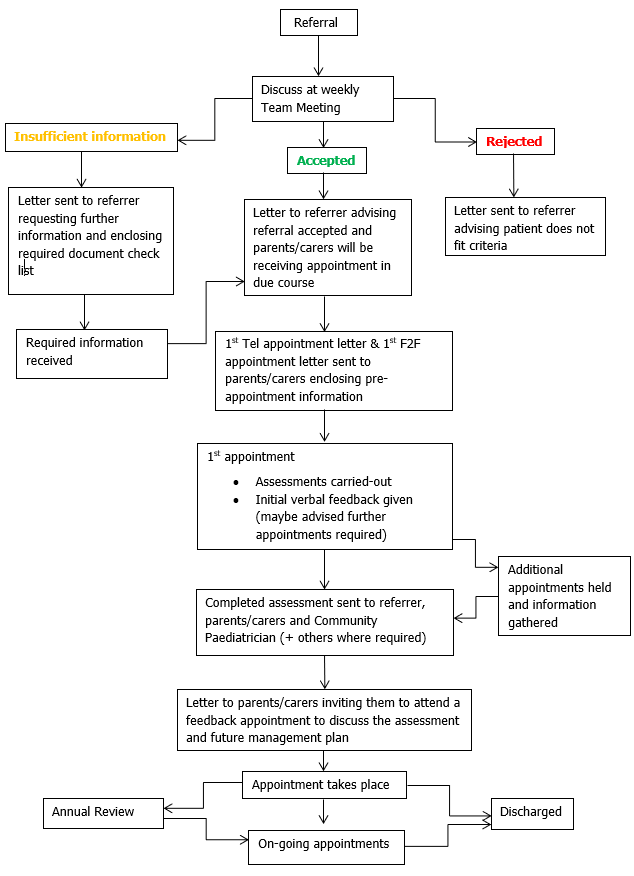 Referral
Discuss at weekly
Team Meeting
Insufficient information
Accepted
Rejected
Letter sent to referrer
requesting further
information and enclosing
required document check
list
Letter to referrer advising
referral accepted and
parents/carers will be
receiving appointment in
due course
Letter sent to referrer
advising patient does not
fit criteria
Required information
received
1st Tel appointment letter & 1st F2F
appointment letter sent to
parents/carers enclosing pre-
appointment information
1st appointment
• Assessments carried-out
• Initial verbal feedback given
(maybe advised further
appointments required)
Additional
appointments held
and information
gathered
Completed assessment sent to referrer,
parents/carers and Community
Paediatrician (+ others where required)
Letter to parents/carers inviting them to attend a
feedback appointment to discuss the assessment
and future management plan
Appointment takes place
Annual Review
Discharged
On-going appointments